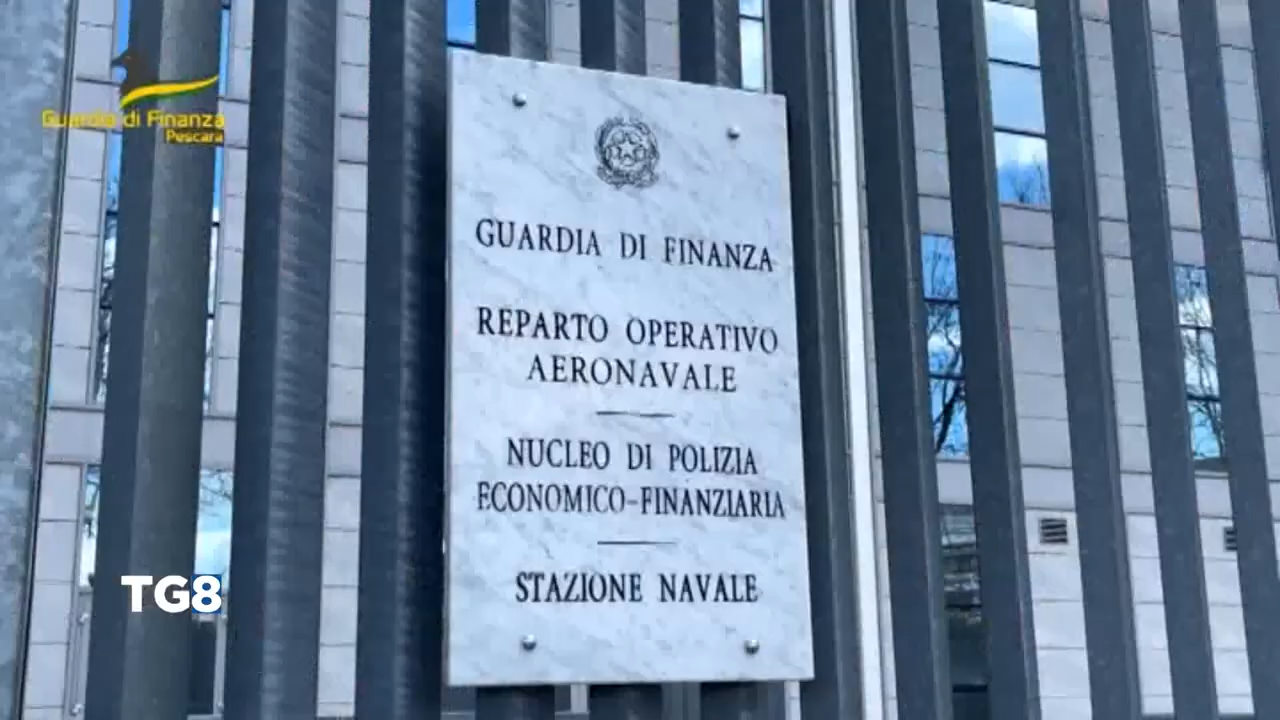 Guardia di Finanza
Pescara
GUARDIA DI FINANZA
REPARTO OPERATIVO
AERONAVALE
NUCLEO DI POLIZIA
ECONOMICO-FINANZIARIA
STAZIONE NAVALE
TG8